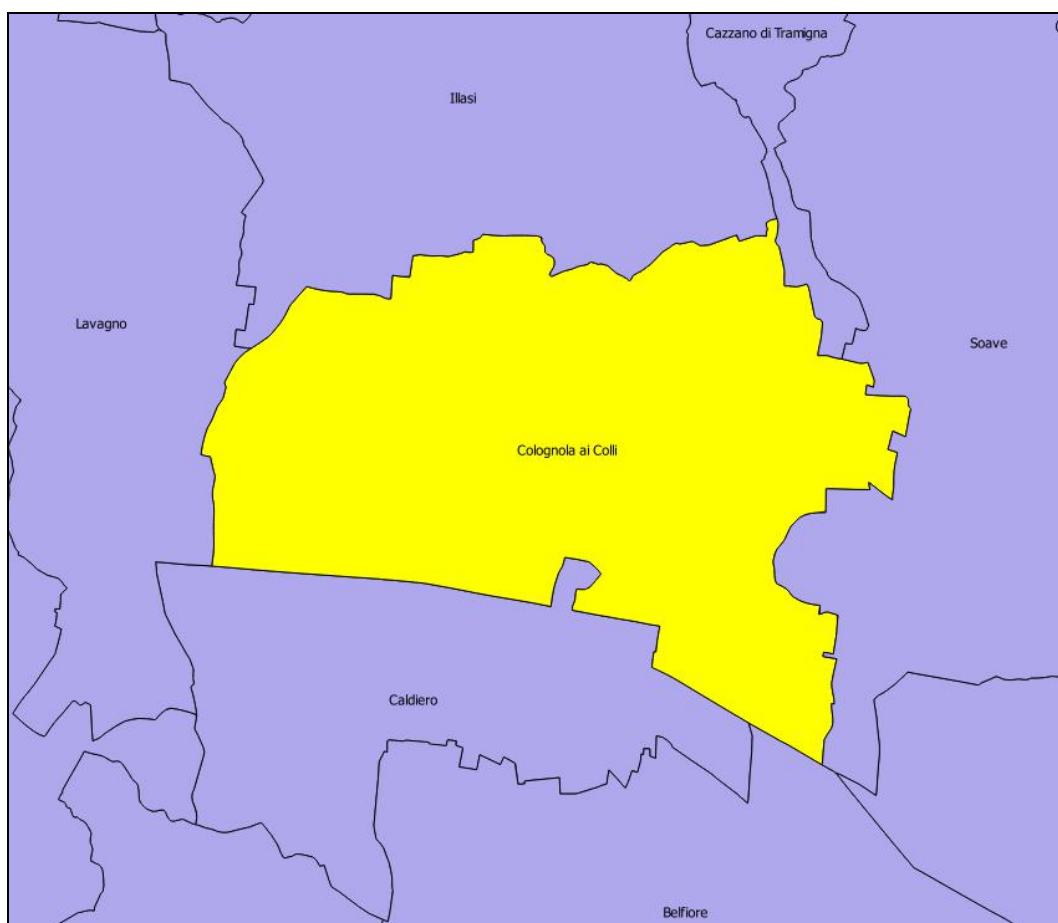 Cazzano di Tramigna
Illasi
Lavagno
Soave
Colognola ai Colli
Caldiero
Belfiore